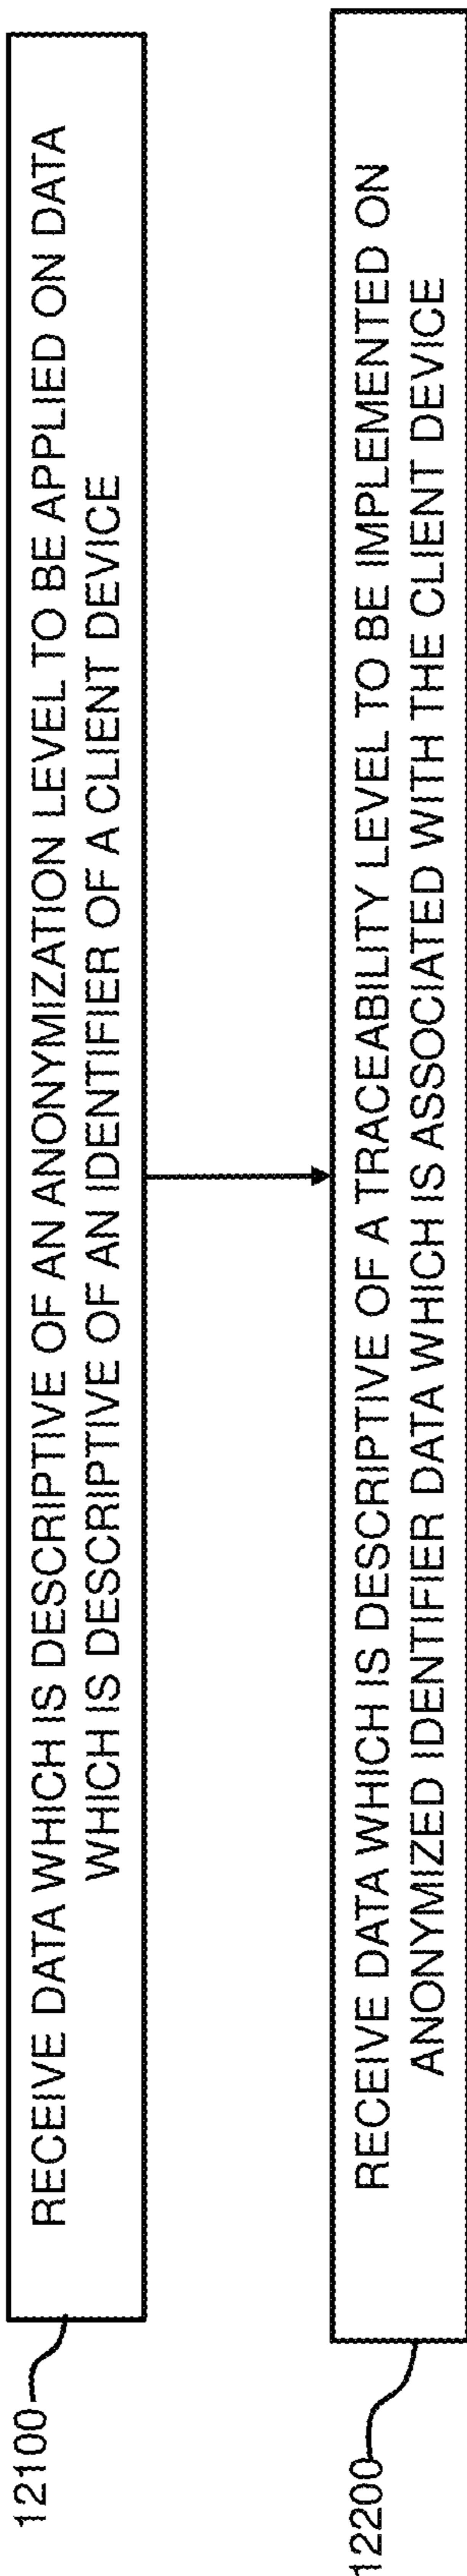 RECEIVE DATA WHICH IS DESCRIPTIVE OF AN ANONYMIZATION LEVEL TO BE APPLIED ON DATA
WHICH IS DESCRIPTIVE OF AN IDENTIFIER OF A CLIENT DEVICE
12100
RECEIVE DATA WHICH IS DESCRIPTIVE OF A TRACEABILITY LEVEL TO BE IMPLEMENTED ON
ANONYMIZED IDENTIFIER DATA WHICH IS ASSOCIATED WITH THE CLIENT DEVICE
12200